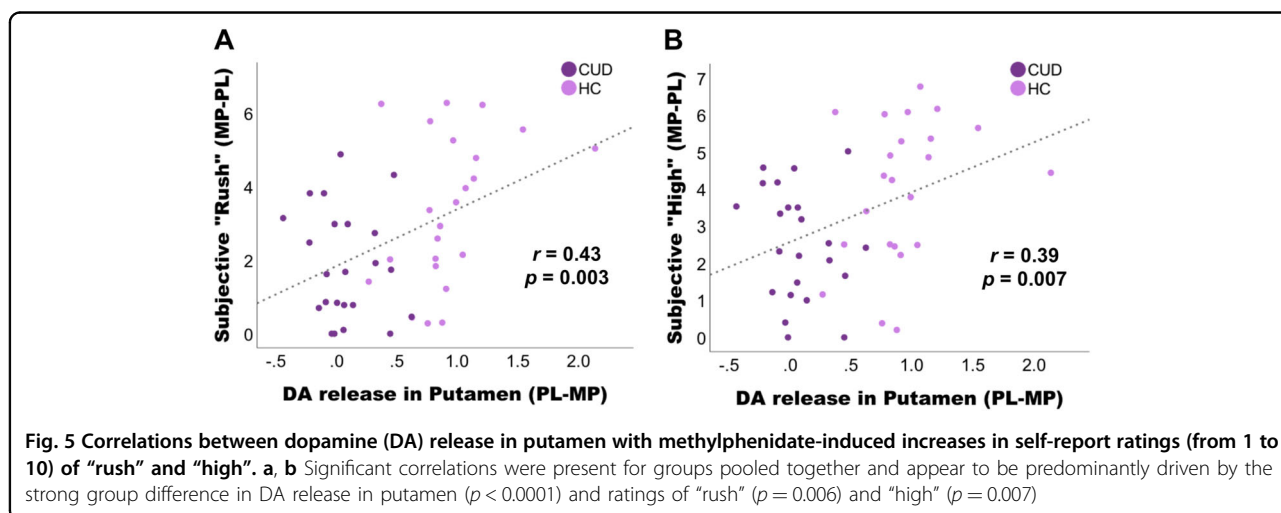 A
B
CUD
HC
CUD
HC
Subjective "Rush" (MP-PL)
6
4
2
0
r = 0.43
p = 0.003
-.5 .0 .5 1.0 1.5 2.0
DA release in Putamen (PL-MP)
Subjective "High" (MP-PL)
7
6
5
4
3
2
1
0
r = 0.39
p = 0.007
-.5 .0 .5 1.0 1.5 2.0
DA release in Putamen (PL-MP)
Fig. 5 Correlations between dopamine (DA) release in putamen with methylphenidate-induced increases in self-report ratings (from 1 to
10) of “rush” and “high”. a, b Significant correlations were present for groups pooled together and appear to be predominantly driven by the
strong group difference in DA release in putamen (p < 0.0001) and ratings of “rush” (p = 0.006) and “high” (p = 0.007)